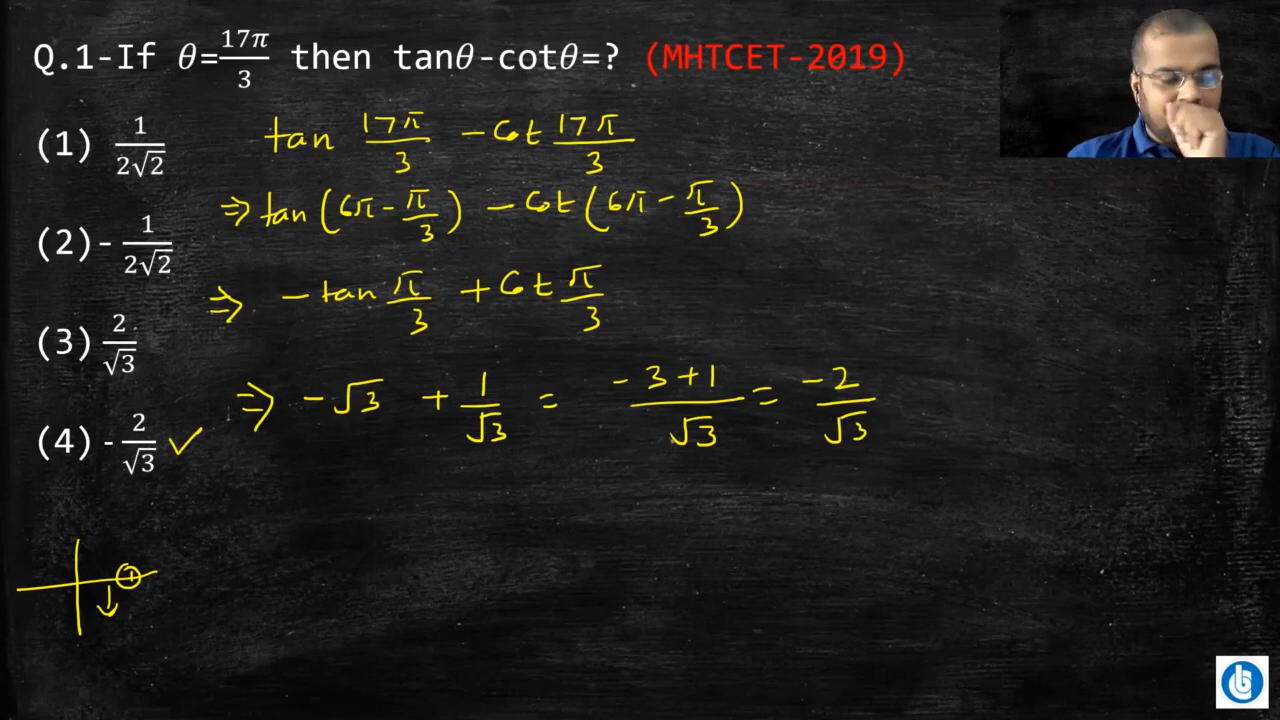 Q.1-If θ=17π/3 then tanθ-cotθ=? (MHTCET-2019)
(1) 1/2√2
(2) - 1/2√2
(3) 2/√3
(4) - 2/√3 ✓
tan 17π/3 - Cot 17π/3
⇒ tan (6π - π/3) - Cot (6π - π/3)
⇒ - tan π/3 + Cot π/3
⇒ - √3 + 1/√3 = -3+1/√3 = -2/√3